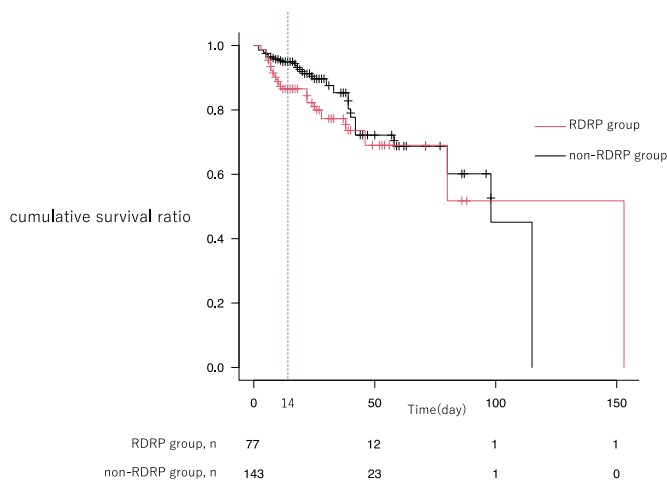 1.0
0.8
0.6
0.4
0.2
0.0
cumulative survival ratio
RDRP group
non-RDRP group
0 14 50 100 150
Time(day)
RDRP group, n 77 12 1 1
non-RDRP group, n 143 23 1 0